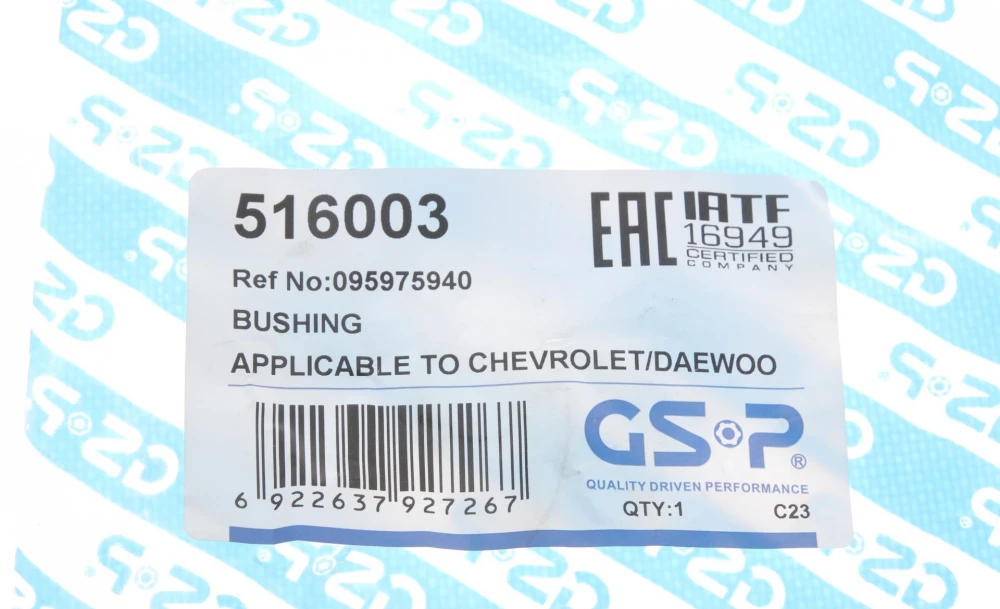 516003
EAC
IATF
16949
CERTIFIED
COMPANY
Ref No:095975940
BUSHING
APPLICABLE TO CHEVROLET/DAEWOO
6 922637 927267
GSP®
QUALITY DRIVEN PERFORMANCE
QTY:1 C23